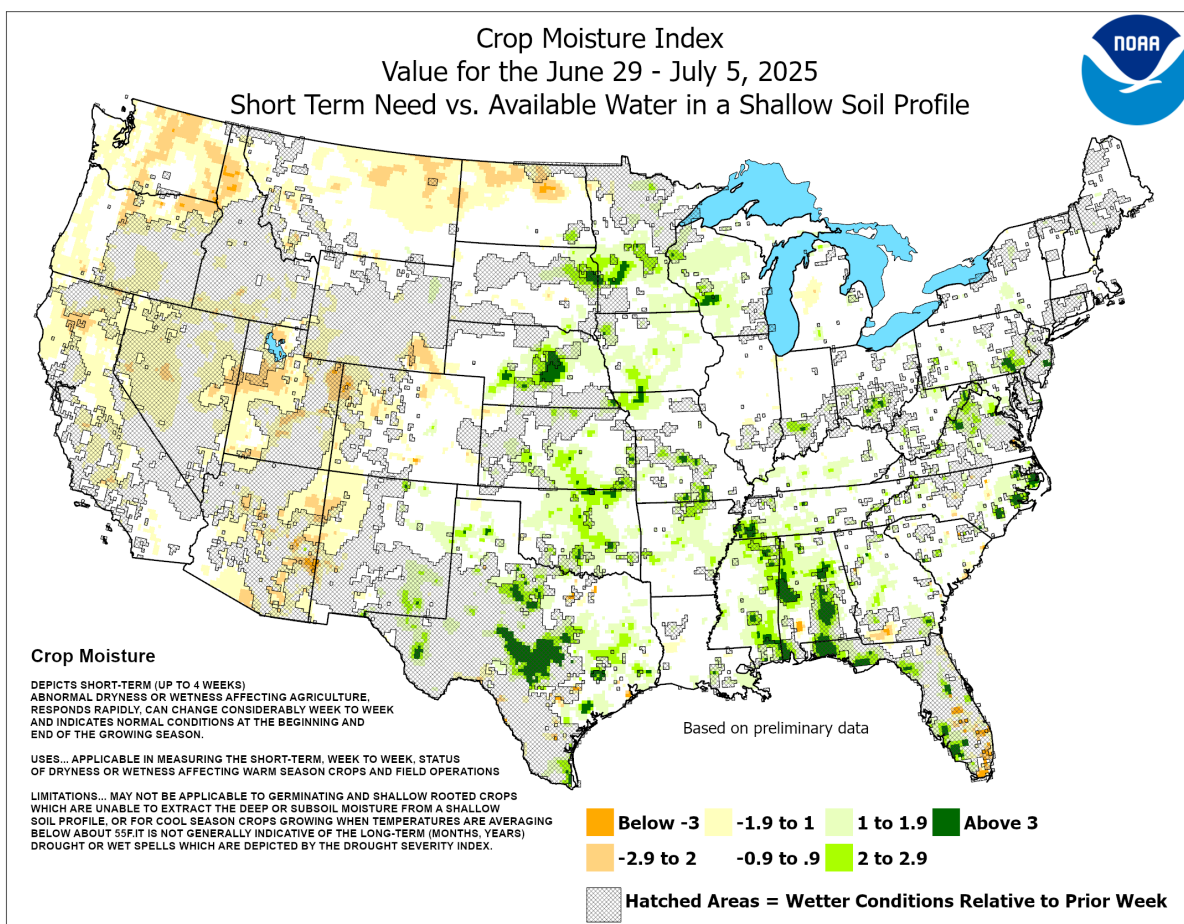 Crop Moisture Index
Value for the June 29 - July 5, 2025
Short Term Need vs. Available Water in a Shallow Soil Profile
NOAA
Crop Moisture
DEPICTS SHORT-TERM (UP TO 4 WEEKS)
ABNORMAL DRYNESS OR WETNESS AFFECTING AGRICULTURE,
RESPONDS RAPIDLY, CAN CHANGE CONSIDERABLY WEEK TO WEEK
AND INDICATES NORMAL CONDITIONS AT THE BEGINNING AND
END OF THE GROWING SEASON.
USES... APPLICABLE IN MEASURING THE SHORT-TERM, WEEK TO WEEK, STATUS
OF DRYNESS OR WETNESS AFFECTING WARM SEASON CROPS AND FIELD OPERATIONS
LIMITATIONS... MAY NOT BE APPLICABLE TO GERMINATING AND SHALLOW ROOTED CROPS
WHICH ARE UNABLE TO EXTRACT THE DEEP OR SUBSOIL MOISTURE FROM A SHALLOW
SOIL PROFILE, OR FOR COOL SEASON CROPS GROWING WHEN TEMPERATURES ARE AVERAGING
BELOW ABOUT 55F.IT IS NOT GENERALLY INDICATIVE OF THE LONG-TERM (MONTHS, YEARS)
DROUGHT OR WET SPELLS WHICH ARE DEPICTED BY THE DROUGHT SEVERITY INDEX.
Based on preliminary data
Below -3 -1.9 to 1 1 to 1.9 Above 3
-2.9 to 2 -0.9 to .9 2 to 2.9
Hatched Areas = Wetter Conditions Relative to Prior Week